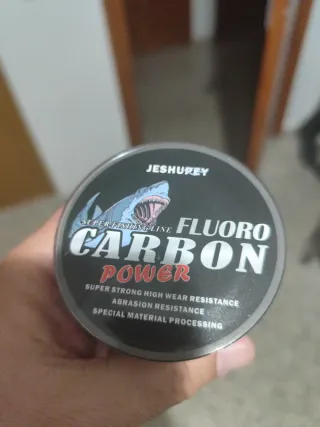 JESHUREY
SUPER FISHING LINE
FLUORO
CARBON
POWER
SUPER STRONG HIGH WEAR RESISTANCE
ABRASION RESISTANCE
SPECIAL MATERIAL PROCESSING